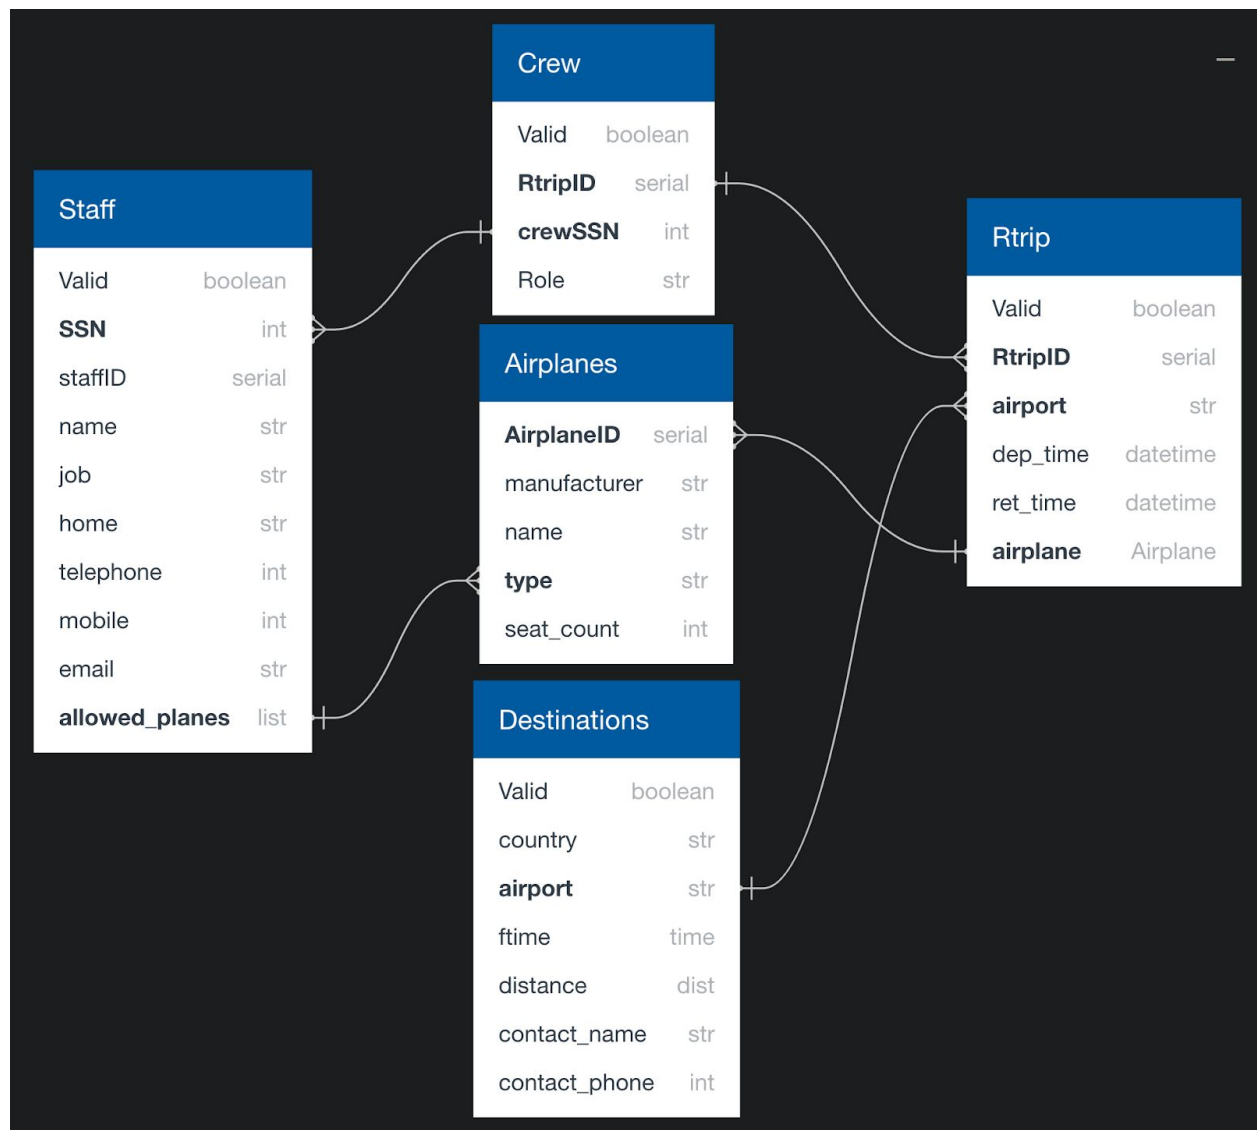 Crew
Valid boolean
RtripID serial
crewSSN int
Role str
Staff
Valid boolean
SSN int
staffID serial
name str
job str
home str
telephone int
mobile int
email str
allowed_planes list
Airplanes
AirplaneID serial
manufacturer str
name str
type str
seat_count int
Destinations
Valid boolean
country str
airport str
ftime time
distance dist
contact_name str
contact_phone int
Rtrip
Valid boolean
RtripID serial
airport str
dep_time datetime
ret_time datetime
airplane Airplane